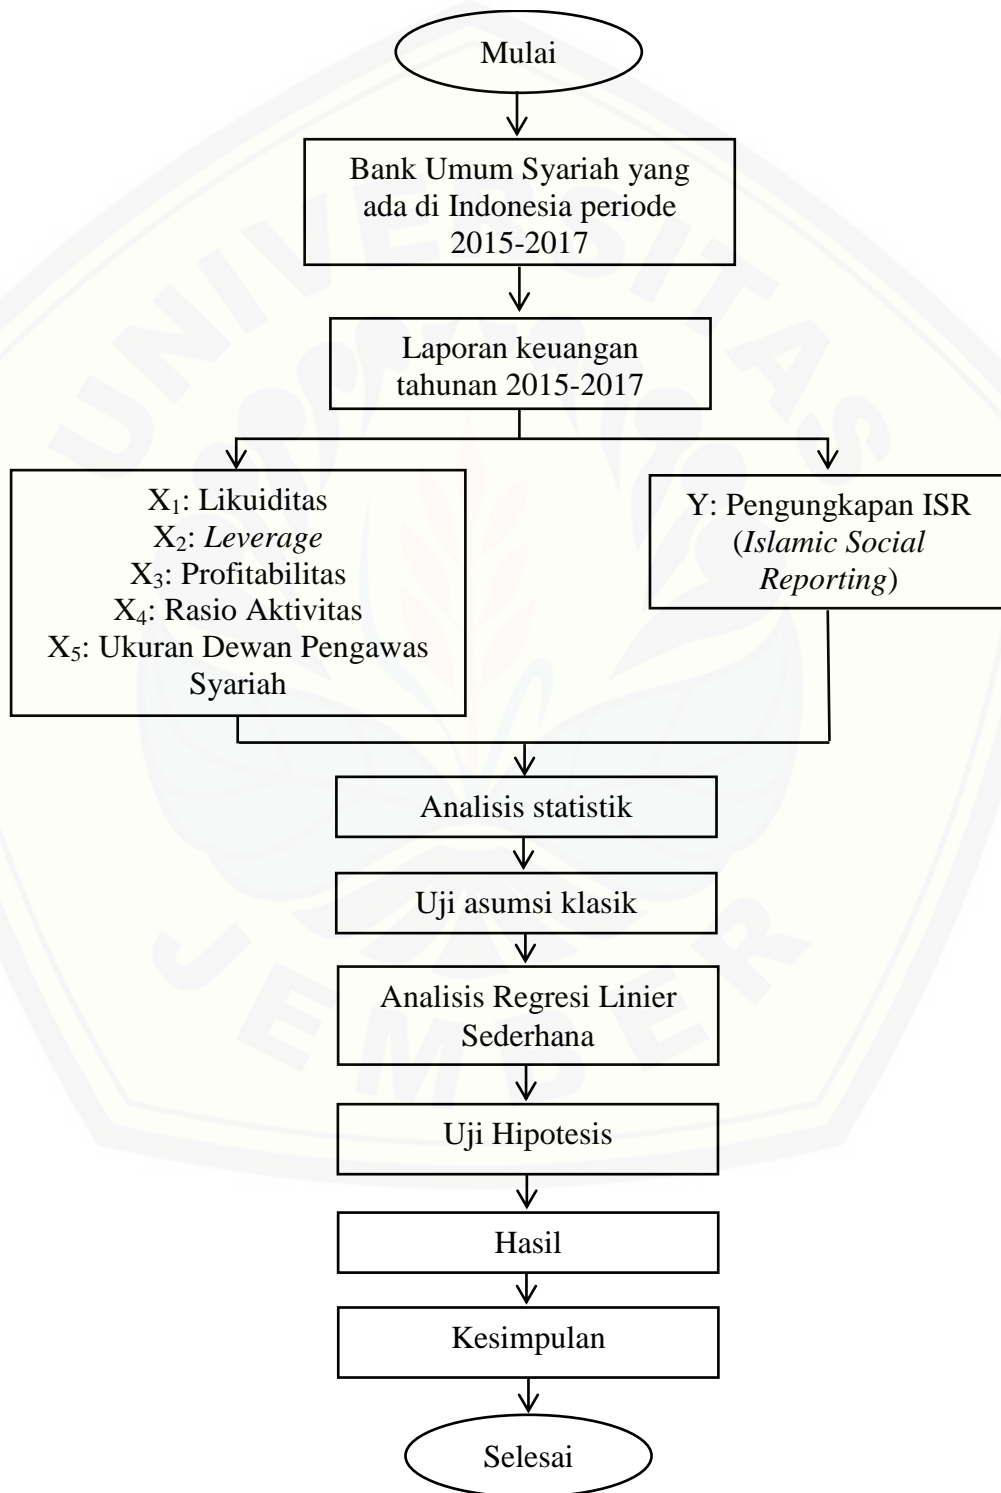 Mulai
Bank Umum Syariah yang
ada di Indonesia periode
2015-2017
Laporan keuangan
tahunan 2015-2017
X₁: Likuiditas
X₂: Leverage
X₃: Profitabilitas
X₄: Rasio Aktivitas
X₅: Ukuran Dewan Pengawas
Syariah
Y: Pengungkapan ISR
(Islamic Social
Reporting)
Analisis statistik
Uji asumsi klasik
Analisis Regresi Linier
Sederhana
Uji Hipotesis
Hasil
Kesimpulan
Selesai
UNIVERSITAS
JEMBER